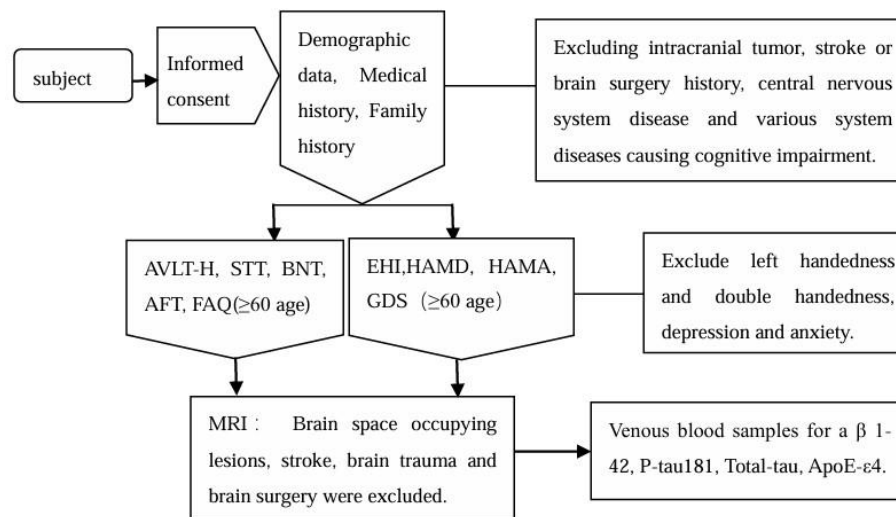 subject
Informed
consent
Demographic
data, Medical
history, Family
history
Excluding intracranial tumor, stroke or
brain surgery history, central nervous
system disease and various system
diseases causing cognitive impairment.
AVLT-H, STT, BNT,
AFT, FAQ(≥60 age)
EHI,HAMD, HAMA,
GDS (≥60 age)
Exclude left handedness
and double handedness,
depression and anxiety.
MRI： Brain space occupying
lesions, stroke, brain trauma and
brain surgery were excluded.
Venous blood samples for a β 1-
42, P-tau181, Total-tau, ApoE-ε4.